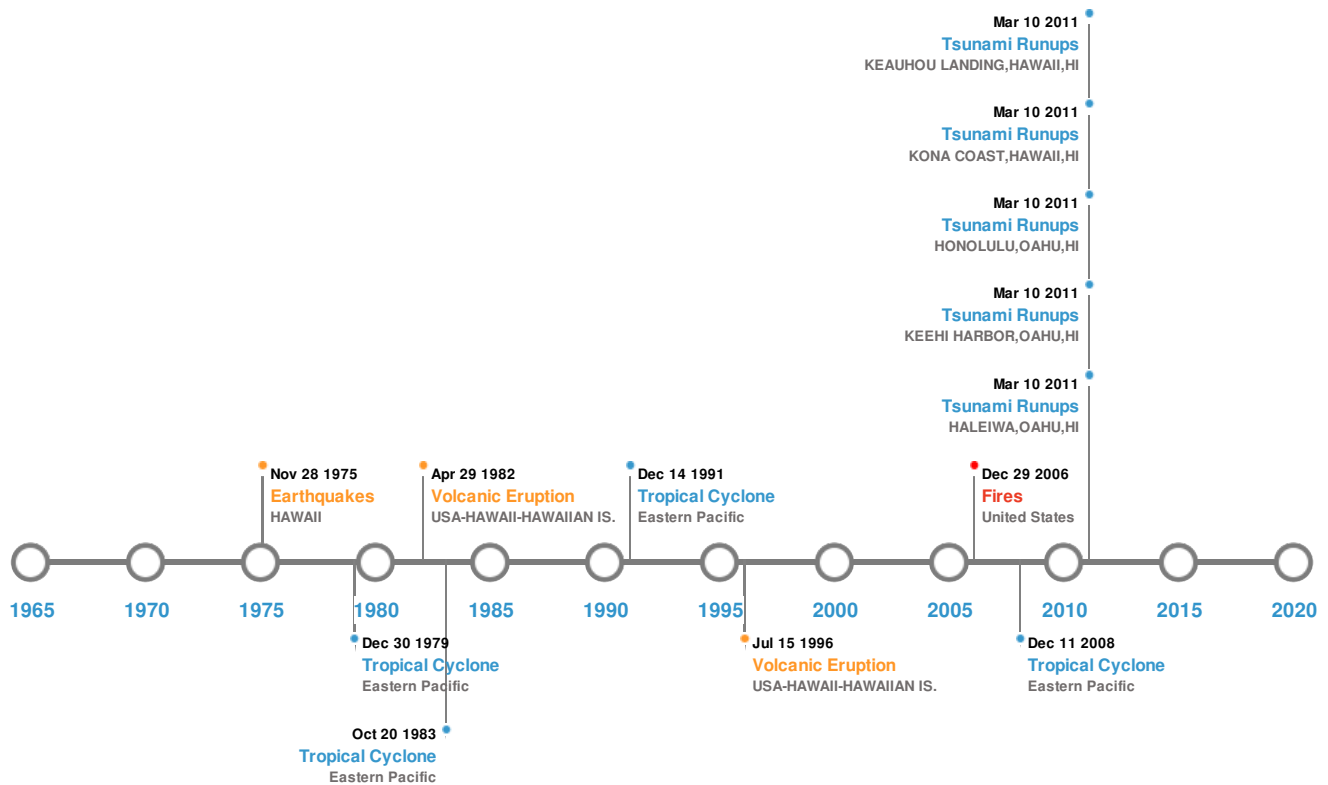 Mar 10 2011
Tsunami Runups
KEAUHOU LANDING,HAWAII,HI
Mar 10 2011
Tsunami Runups
KONA COAST,HAWAII,HI
Mar 10 2011
Tsunami Runups
HONOLULU,OAHU,HI
Mar 10 2011
Tsunami Runups
KEEHI HARBOR,OAHU,HI
Mar 10 2011
Tsunami Runups
HALEIWA,OAHU,HI
Nov 28 1975
Earthquakes
HAWAII
Apr 29 1982
Volcanic Eruption
USA-HAWAII-HAWAIIAN IS.
Dec 14 1991
Tropical Cyclone
Eastern Pacific
Dec 29 2006
Fires
United States
1965 1970 1975 1980 1985 1990 1995 2000 2005 2010 2015 2020
Dec 30 1979
Tropical Cyclone
Eastern Pacific
Jul 15 1996
Volcanic Eruption
USA-HAWAII-HAWAIIAN IS.
Dec 11 2008
Tropical Cyclone
Eastern Pacific
Oct 20 1983
Tropical Cyclone
Eastern Pacific